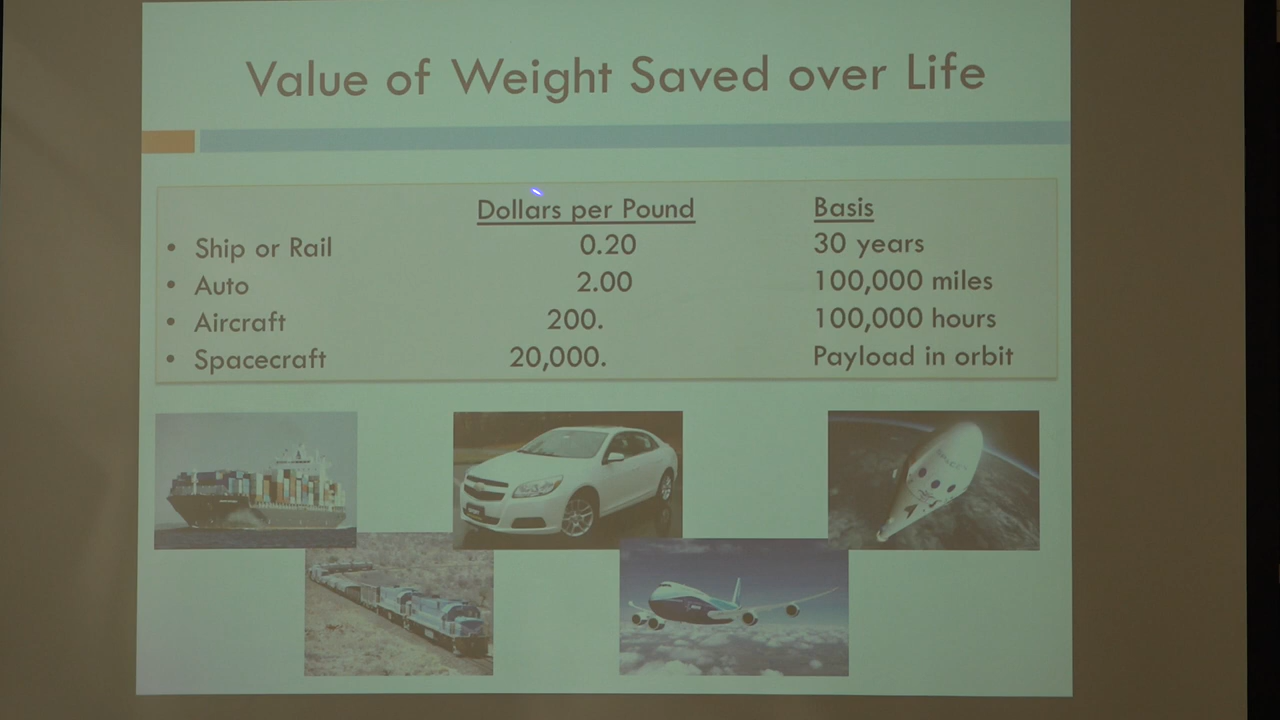 Value of Weight Saved over Life
Dollars per Pound Basis
• Ship or Rail 0.20 30 years
• Auto 2.00 100,000 miles
• Aircraft 200. 100,000 hours
• Spacecraft 20,000. Payload in orbit